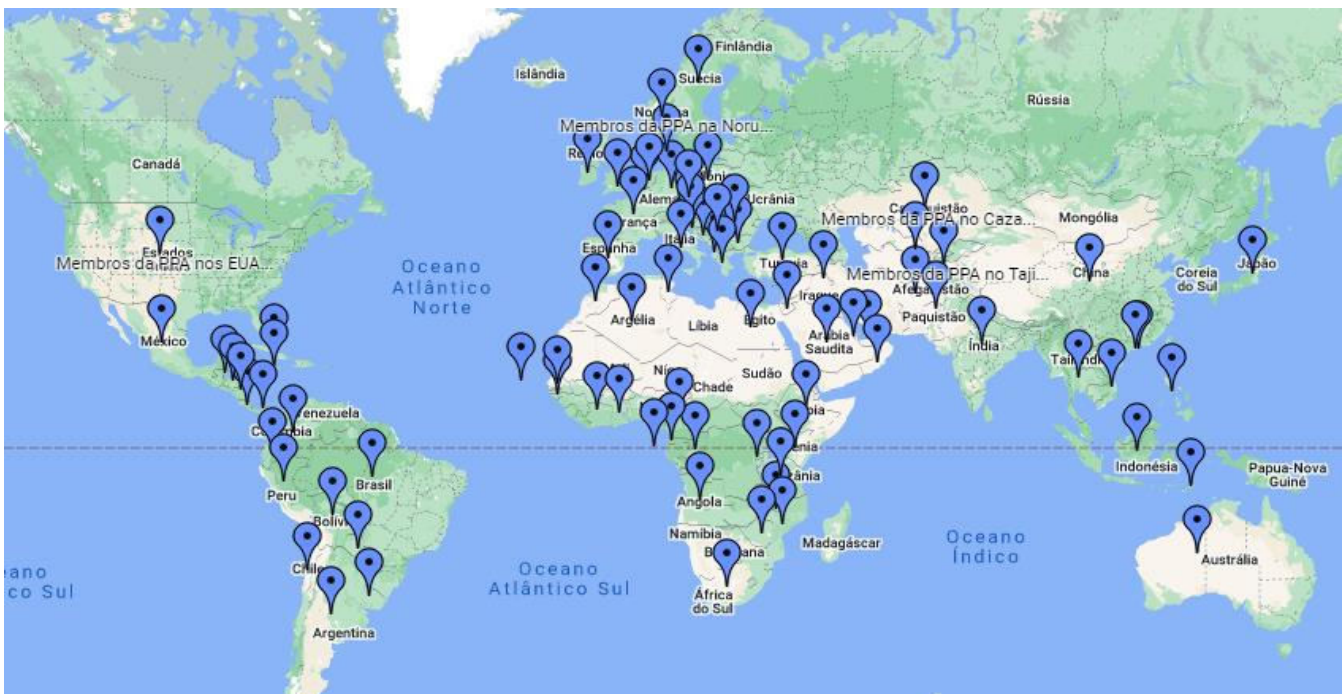 Finlândia
Islândia
Suécia
Rússia
Membros da PPA na Noru...
Canadá
Ucrânia
Mongólia
França
Itália
Membros da PPA no Caza...
Espanha
Estados
Membros da PPA nos EUA...
Oceano
Atlântico
Norte
Membros da PPA no Taji...
China
Coreia
do Sul
Japão
Iraque
Afeganistão
Argélia
Líbia
Egito
Paquistão
México
Arábia
Saudita
Índia
Sudão
Chade
Venezuela
Indonésia
Papua-Nova
Guiné
Peru
Brasil
Angola
Namíbia
Madagáscar
Oceano
Índico
Austrália
Chile
Oceano
Atlântico Sul
África
do Sul
Argentina